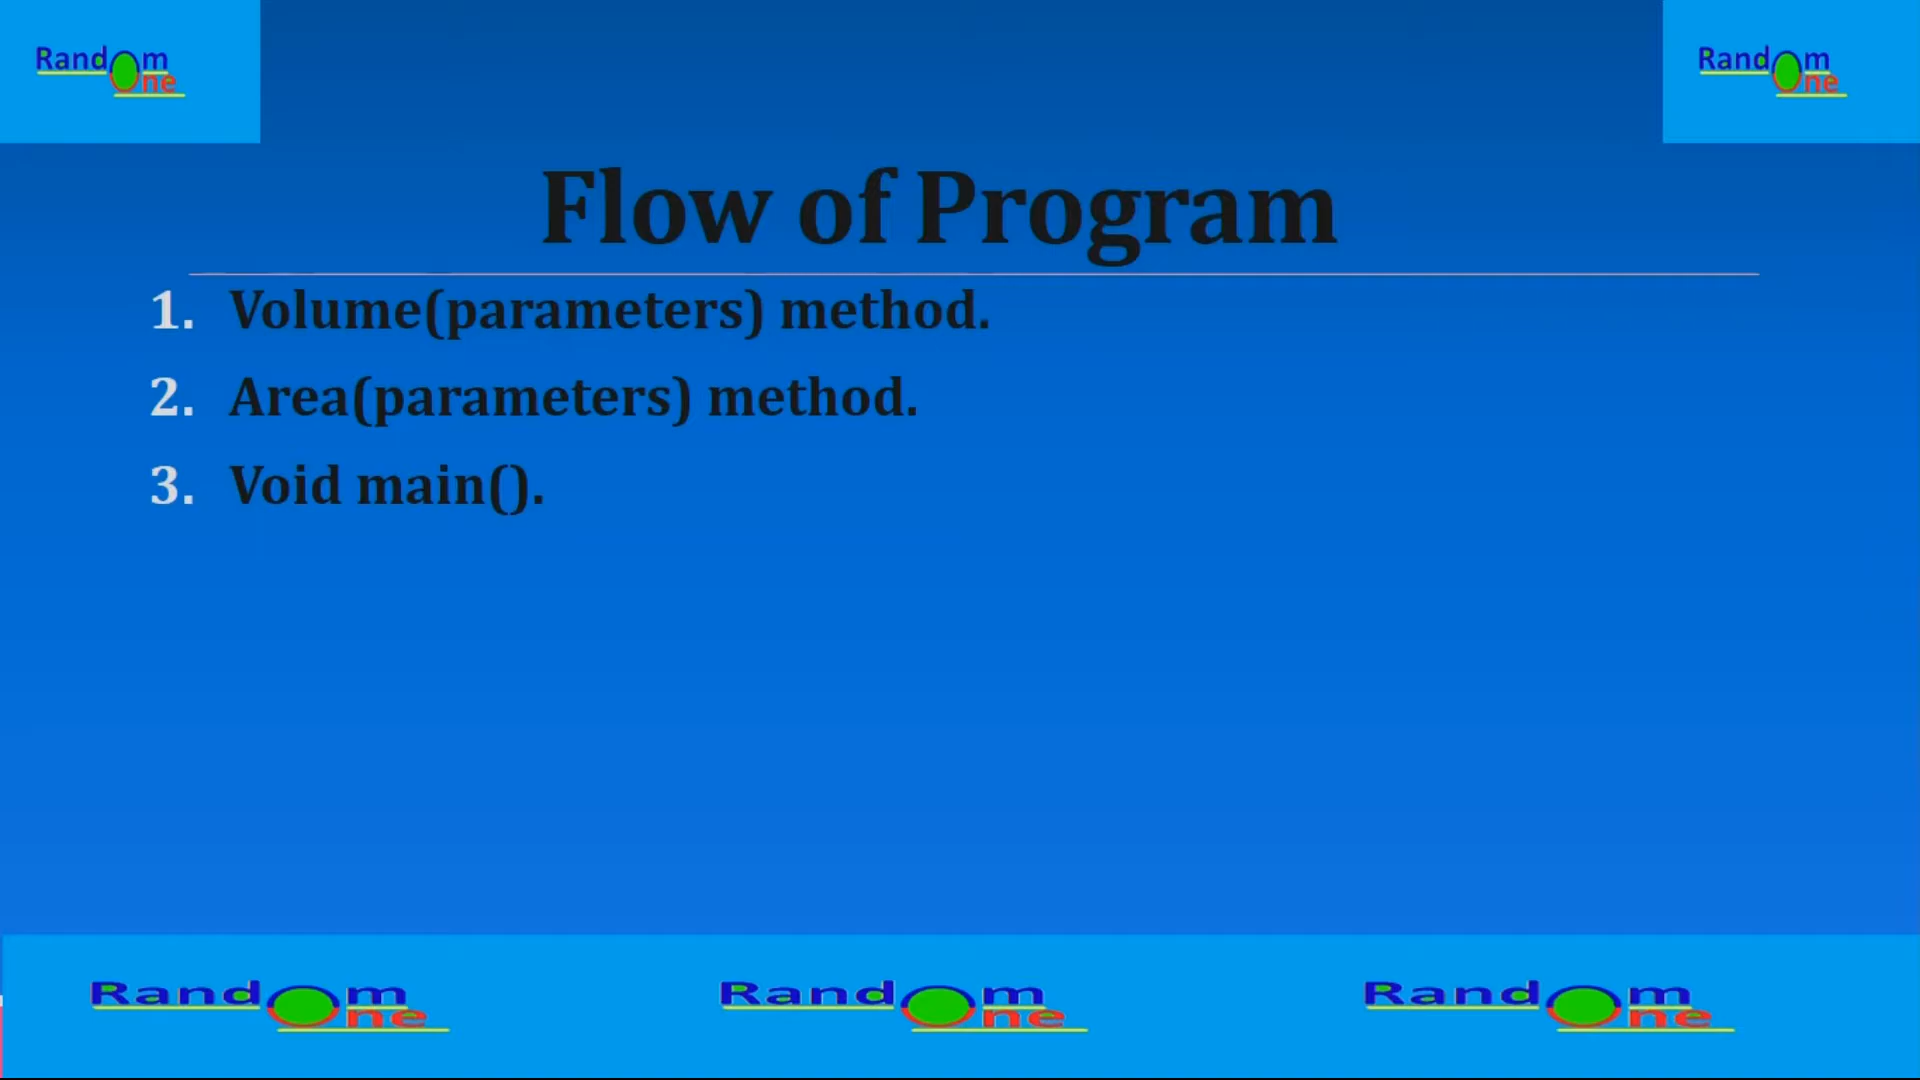 Random
One
Random
One
Flow of Program
1. Volume(parameters) method.
2. Area(parameters) method.
3. Void main().
Random
One
Random
One
Random
One